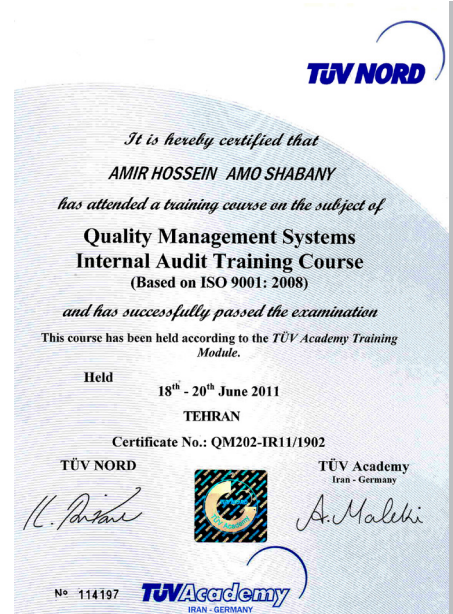 TÜV NORD
It is hereby certified that
AMIR HOSSEIN AMO SHABANY
has attended a training course on the subject of
Quality Management Systems
Internal Audit Training Course
(Based on ISO 9001: 2008)
and has successfully passed the examination
This course has been held according to the TÜV Academy Training
Module.
Held
18th - 20th June 2011
TEHRAN
Certificate No.: QM202-IR11/1902
TÜV NORD
TÜV Academy
Iran - Germany
TÜV Academy
A. Maleki
Nº 114197
TÜVAcademy
IRAN - GERMANY